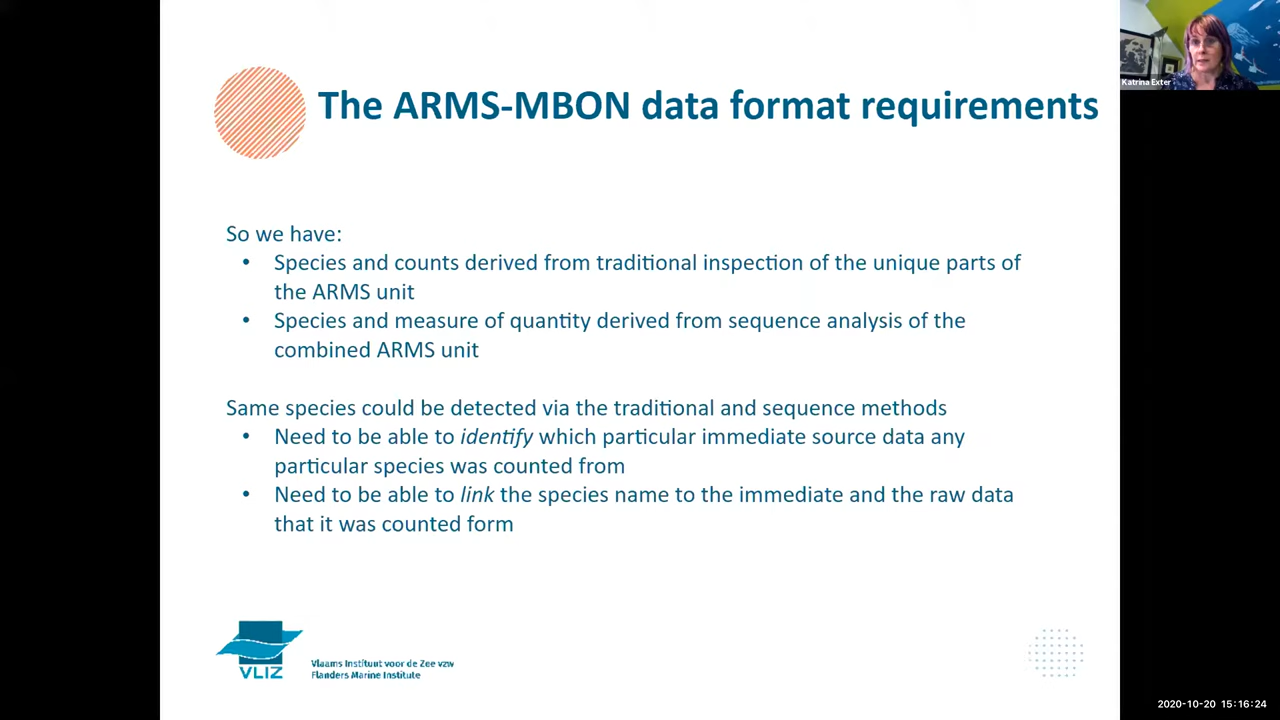 Katrina Exter
The ARMS-MBON data format requirements
So we have:
• Species and counts derived from traditional inspection of the unique parts of
the ARMS unit
• Species and measure of quantity derived from sequence analysis of the
combined ARMS unit
Same species could be detected via the traditional and sequence methods
• Need to be able to identify which particular immediate source data any
particular species was counted from
• Need to be able to link the species name to the immediate and the raw data
that it was counted form
VLIZ
Vlaams Instituut voor de Zee vzw
Flanders Marine Institute
2020-10-20 15:16:24